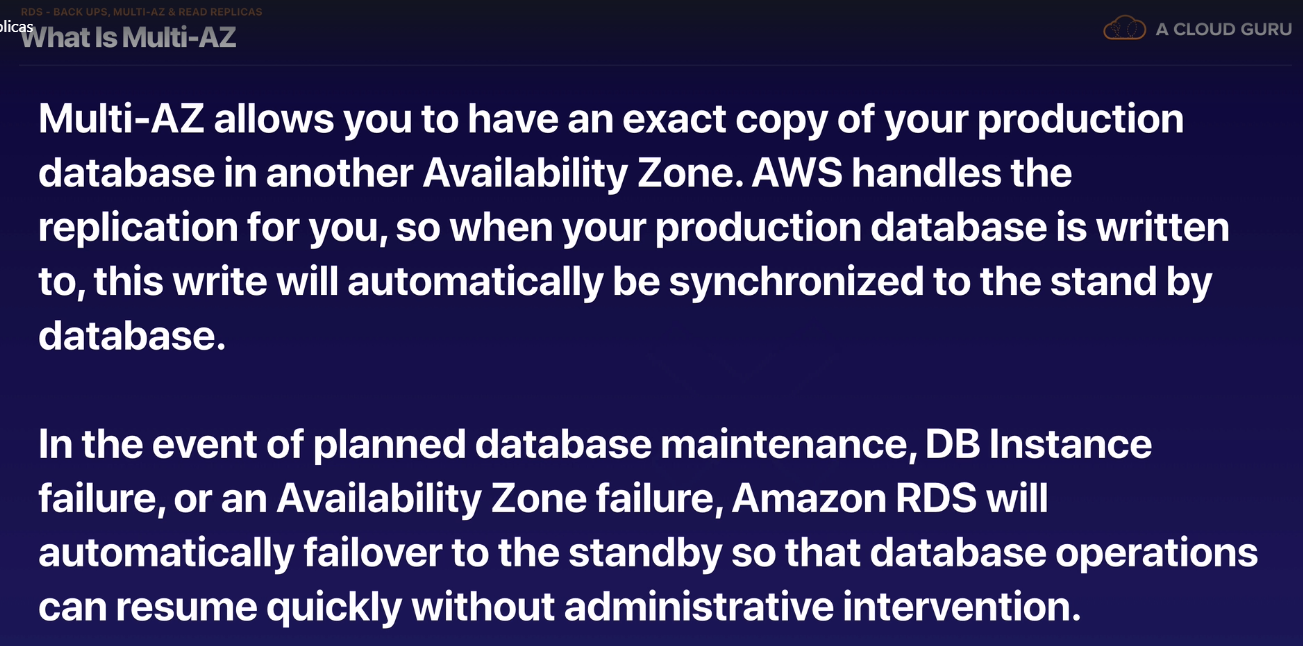 RDS - BACK UPS, MULTI-AZ & READ REPLICAS
plicas
What Is Multi-AZ
A CLOUD GURU
Multi-AZ allows you to have an exact copy of your production
database in another Availability Zone. AWS handles the
replication for you, so when your production database is written
to, this write will automatically be synchronized to the stand by
database.
In the event of planned database maintenance, DB Instance
failure, or an Availability Zone failure, Amazon RDS will
automatically failover to the standby so that database operations
can resume quickly without administrative intervention.